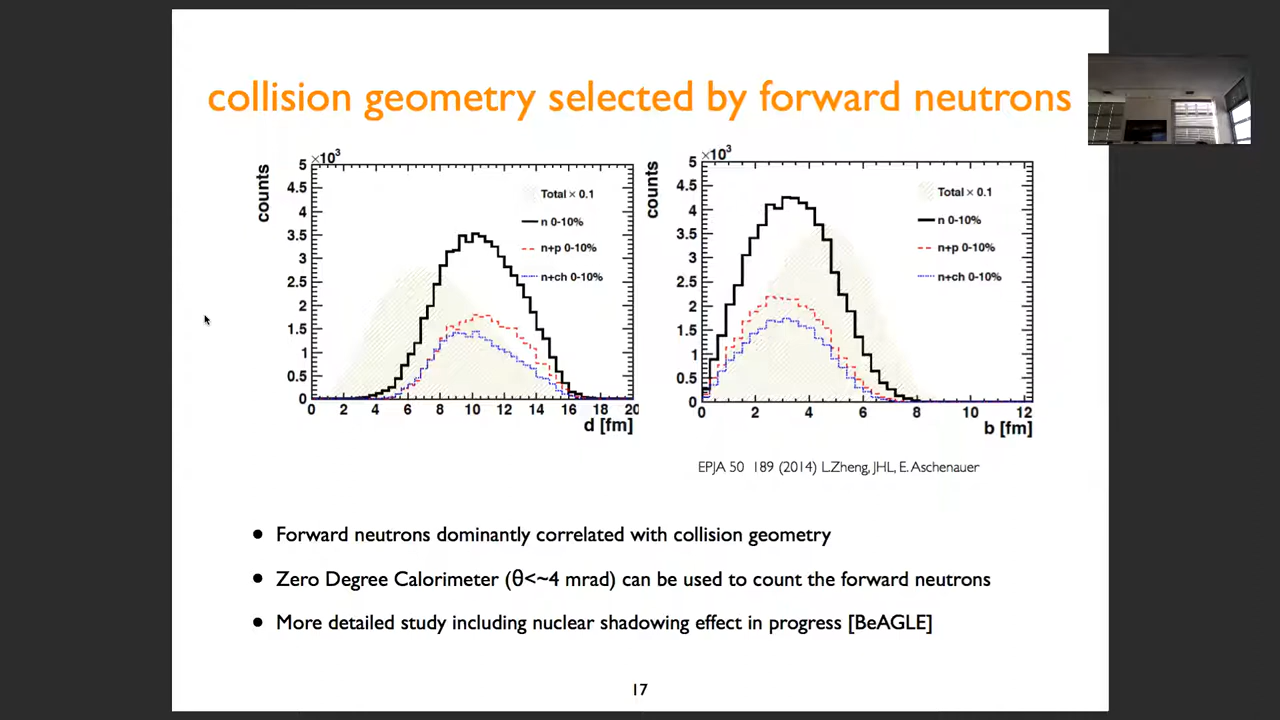 collision geometry selected by forward neutrons
×10³
counts
5
4.5
4
3.5
3
2.5
2
1.5
1
0.5
0
0 2 4 6 8 10 12 14 16 18 20
d [fm]
Total × 0.1
n 0-10%
n+p 0-10%
n+ch 0-10%
×10³
counts
5
4.5
4
3.5
3
2.5
2
1.5
1
0.5
0
0 2 4 6 8 10 12
b [fm]
Total × 0.1
n 0-10%
n+p 0-10%
n+ch 0-10%
EPJA 50 189 (2014) L.Zheng, JHL, E. Aschenauer
● Forward neutrons dominantly correlated with collision geometry
● Zero Degree Calorimeter (θ<~4 mrad) can be used to count the forward neutrons
● More detailed study including nuclear shadowing effect in progress [BeAGLE]
17